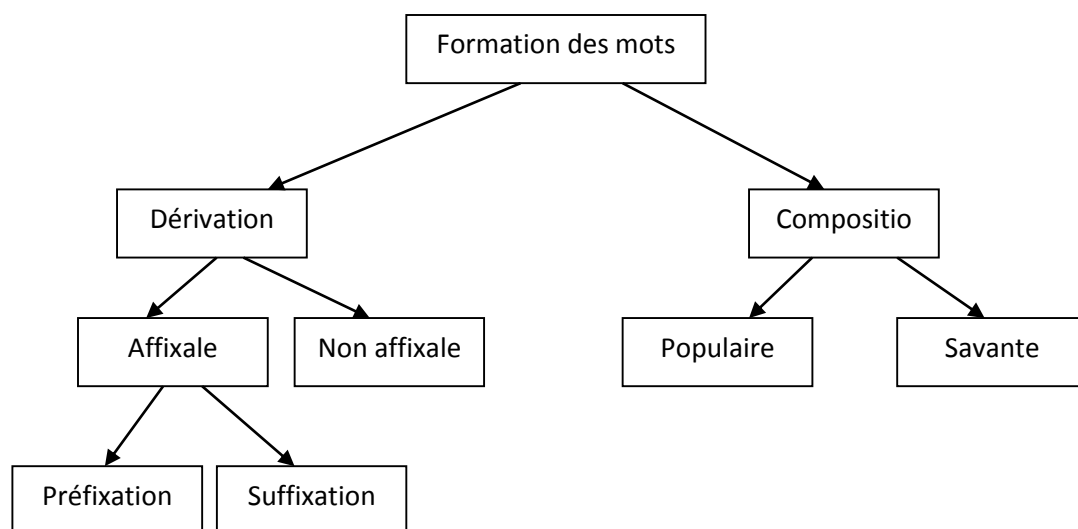 Formation des mots
Dérivation
Compositio
Affixale
Non affixale
Populaire
Savante
Préfixation
Suffixation